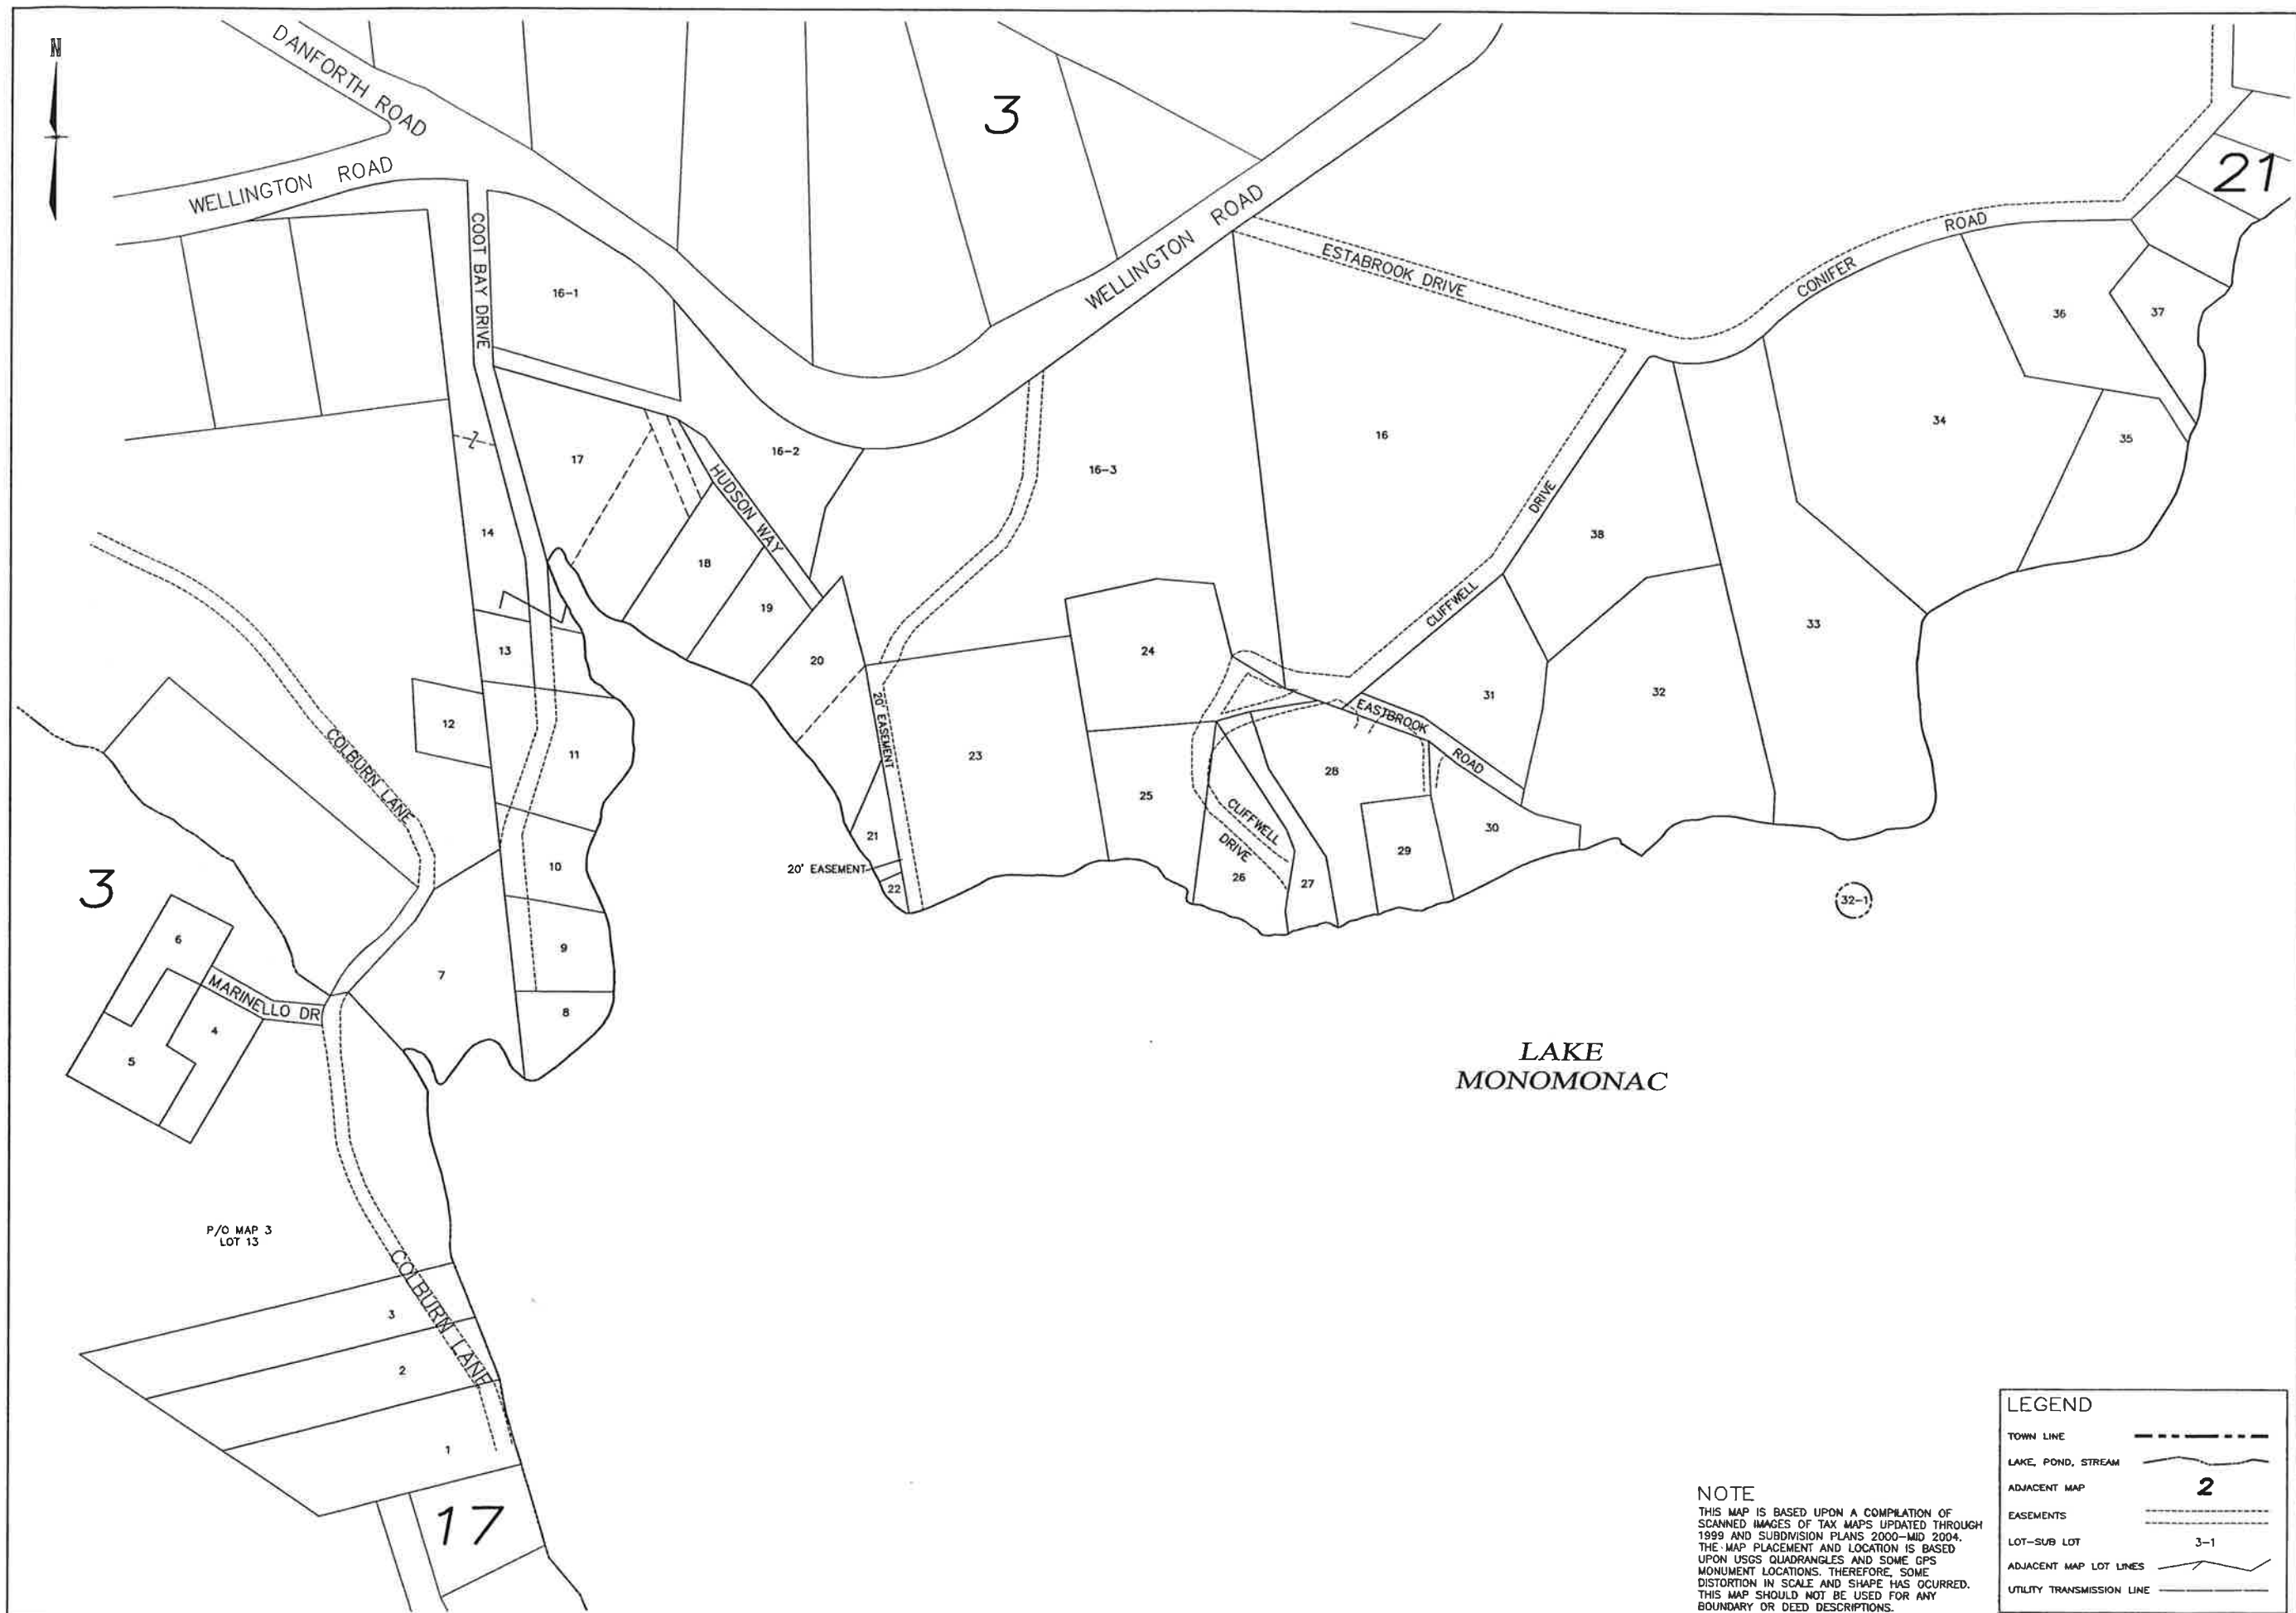 N
DANFORTH ROAD
WELLINGTON ROAD
3
WELLINGTON ROAD
21
COOT BAY DRIVE
16-1
ESTABROOK DRIVE
CONIFER ROAD
36
37
17
16-2
HUDSON WAY
16-3
16
34
35
14
18
19
DRIVE
38
CLIFFWELL
33
13
20
24
12
11
20' EASEMENT
23
31
32
EASTBROOK
ROAD
COLBURN LANE
28
25
CLIFFWELL
DRIVE
21
20' EASEMENT
22
10
30
29
26
27
32-1
3
6
9
7
MARINELLO DR
4
8
5
LAKE
MONOMONAC
P/O MAP 3
LOT 13
COLBURN LANE
3
2
1
17
NOTE
THIS MAP IS BASED UPON A COMPILATION OF
SCANNED IMAGES OF TAX MAPS UPDATED THROUGH
1999 AND SUBDIVISION PLANS 2000-MID 2004.
THE MAP PLACEMENT AND LOCATION IS BASED
UPON USGS QUADRANGLES AND SOME GPS
MONUMENT LOCATIONS. THEREFORE, SOME
DISTORTION IN SCALE AND SHAPE HAS OCURRED.
THIS MAP SHOULD NOT BE USED FOR ANY
BOUNDARY OR DEED DESCRIPTIONS.
LEGEND
TOWN LINE
LAKE, POND, STREAM
ADJACENT MAP 2
EASEMENTS
LOT-SUB LOT 3-1
ADJACENT MAP LOT LINES
UTILITY TRANSMISSION LINE